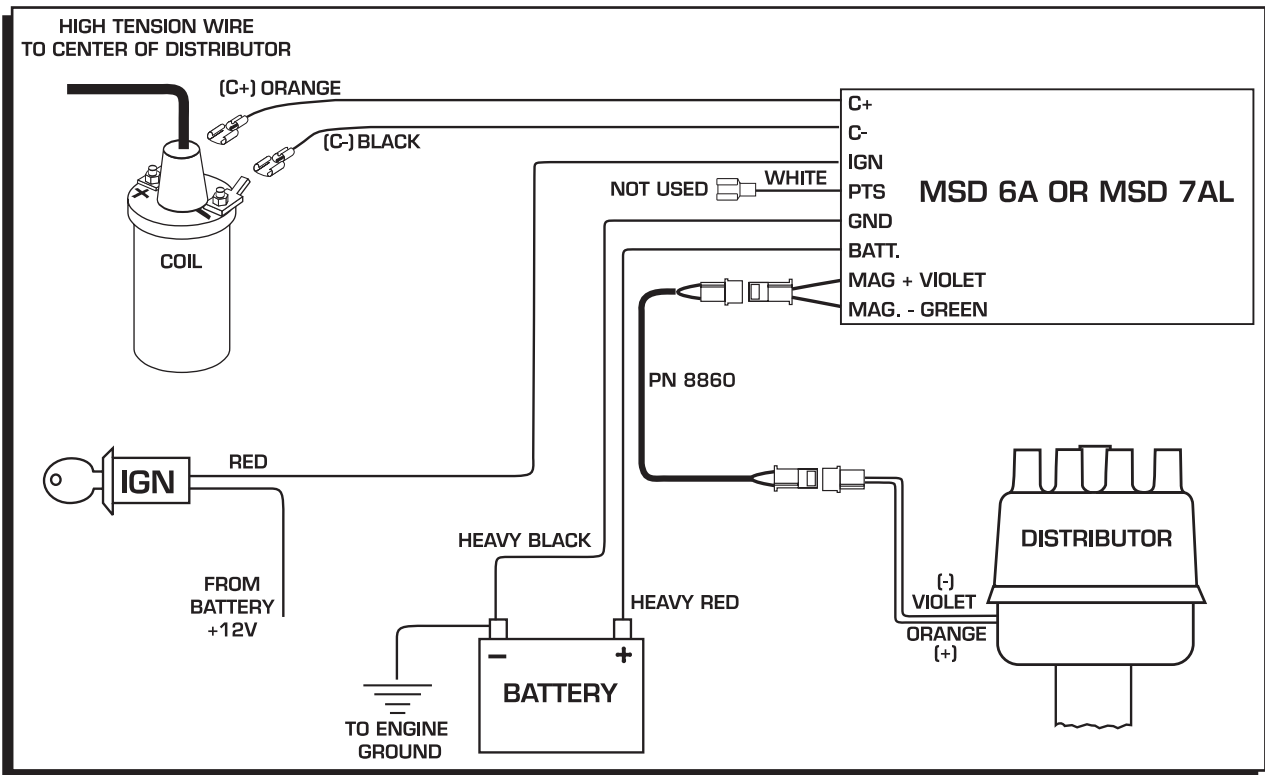 HIGH TENSION WIRE
TO CENTER OF DISTRIBUTOR
(C+) ORANGE
(C-) BLACK
+
−
COIL
C+
C-
IGN
PTS
GND
BATT.
MAG + VIOLET
MAG. - GREEN
MSD 6A OR MSD 7AL
NOT USED
WHITE
PN 8860
IGN
RED
FROM
BATTERY
+12V
HEAVY BLACK
HEAVY RED
−
+
BATTERY
TO ENGINE
GROUND
DISTRIBUTOR
(-)
VIOLET
ORANGE
(+)